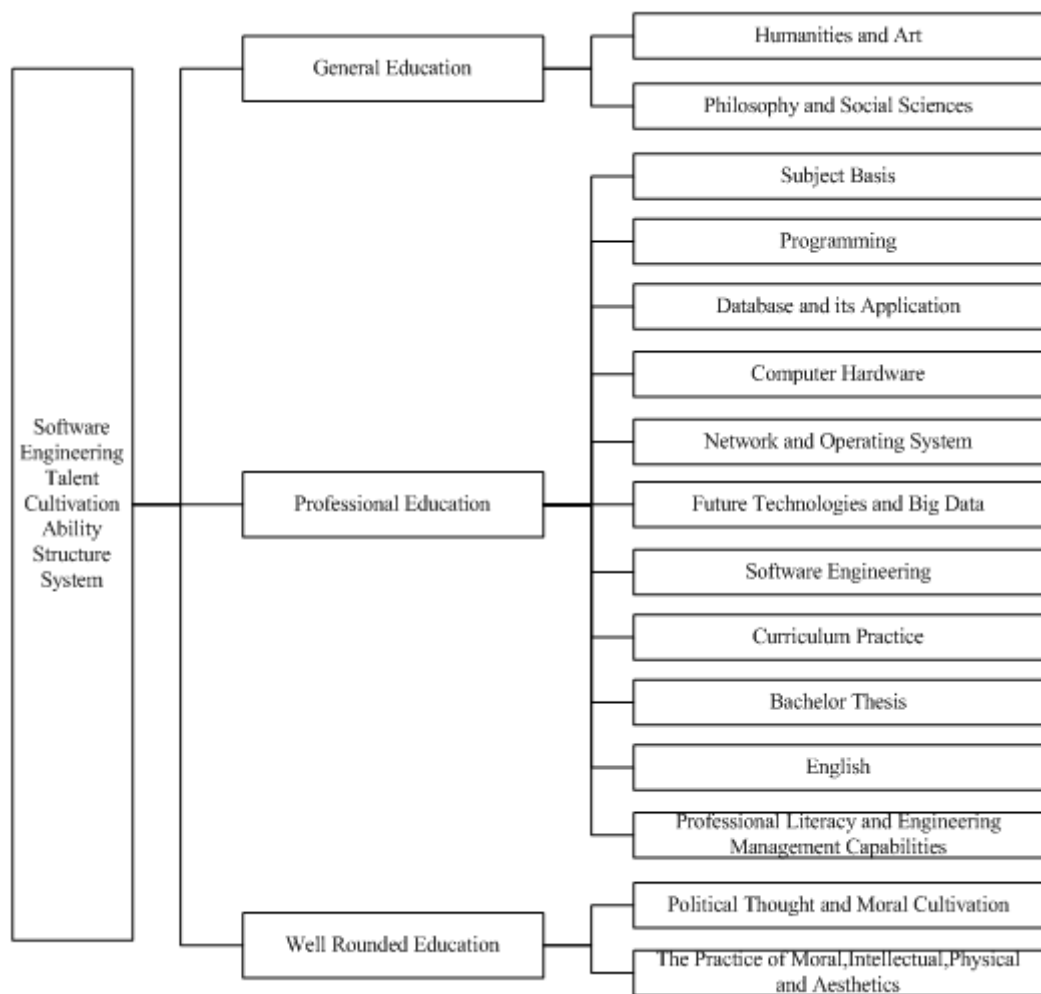 Software
Engineering
Talent
Cultivation
Ability
Structure
System
General Education
Humanities and Art
Philosophy and Social Sciences
Professional Education
Subject Basis
Programming
Database and its Application
Computer Hardware
Network and Operating System
Future Technologies and Big Data
Software Engineering
Curriculum Practice
Bachelor Thesis
English
Professional Literacy and Engineering
Management Capabilities
Well Rounded Education
Political Thought and Moral Cultivation
The Practice of Moral,Intellectual,Physical
and Aesthetics